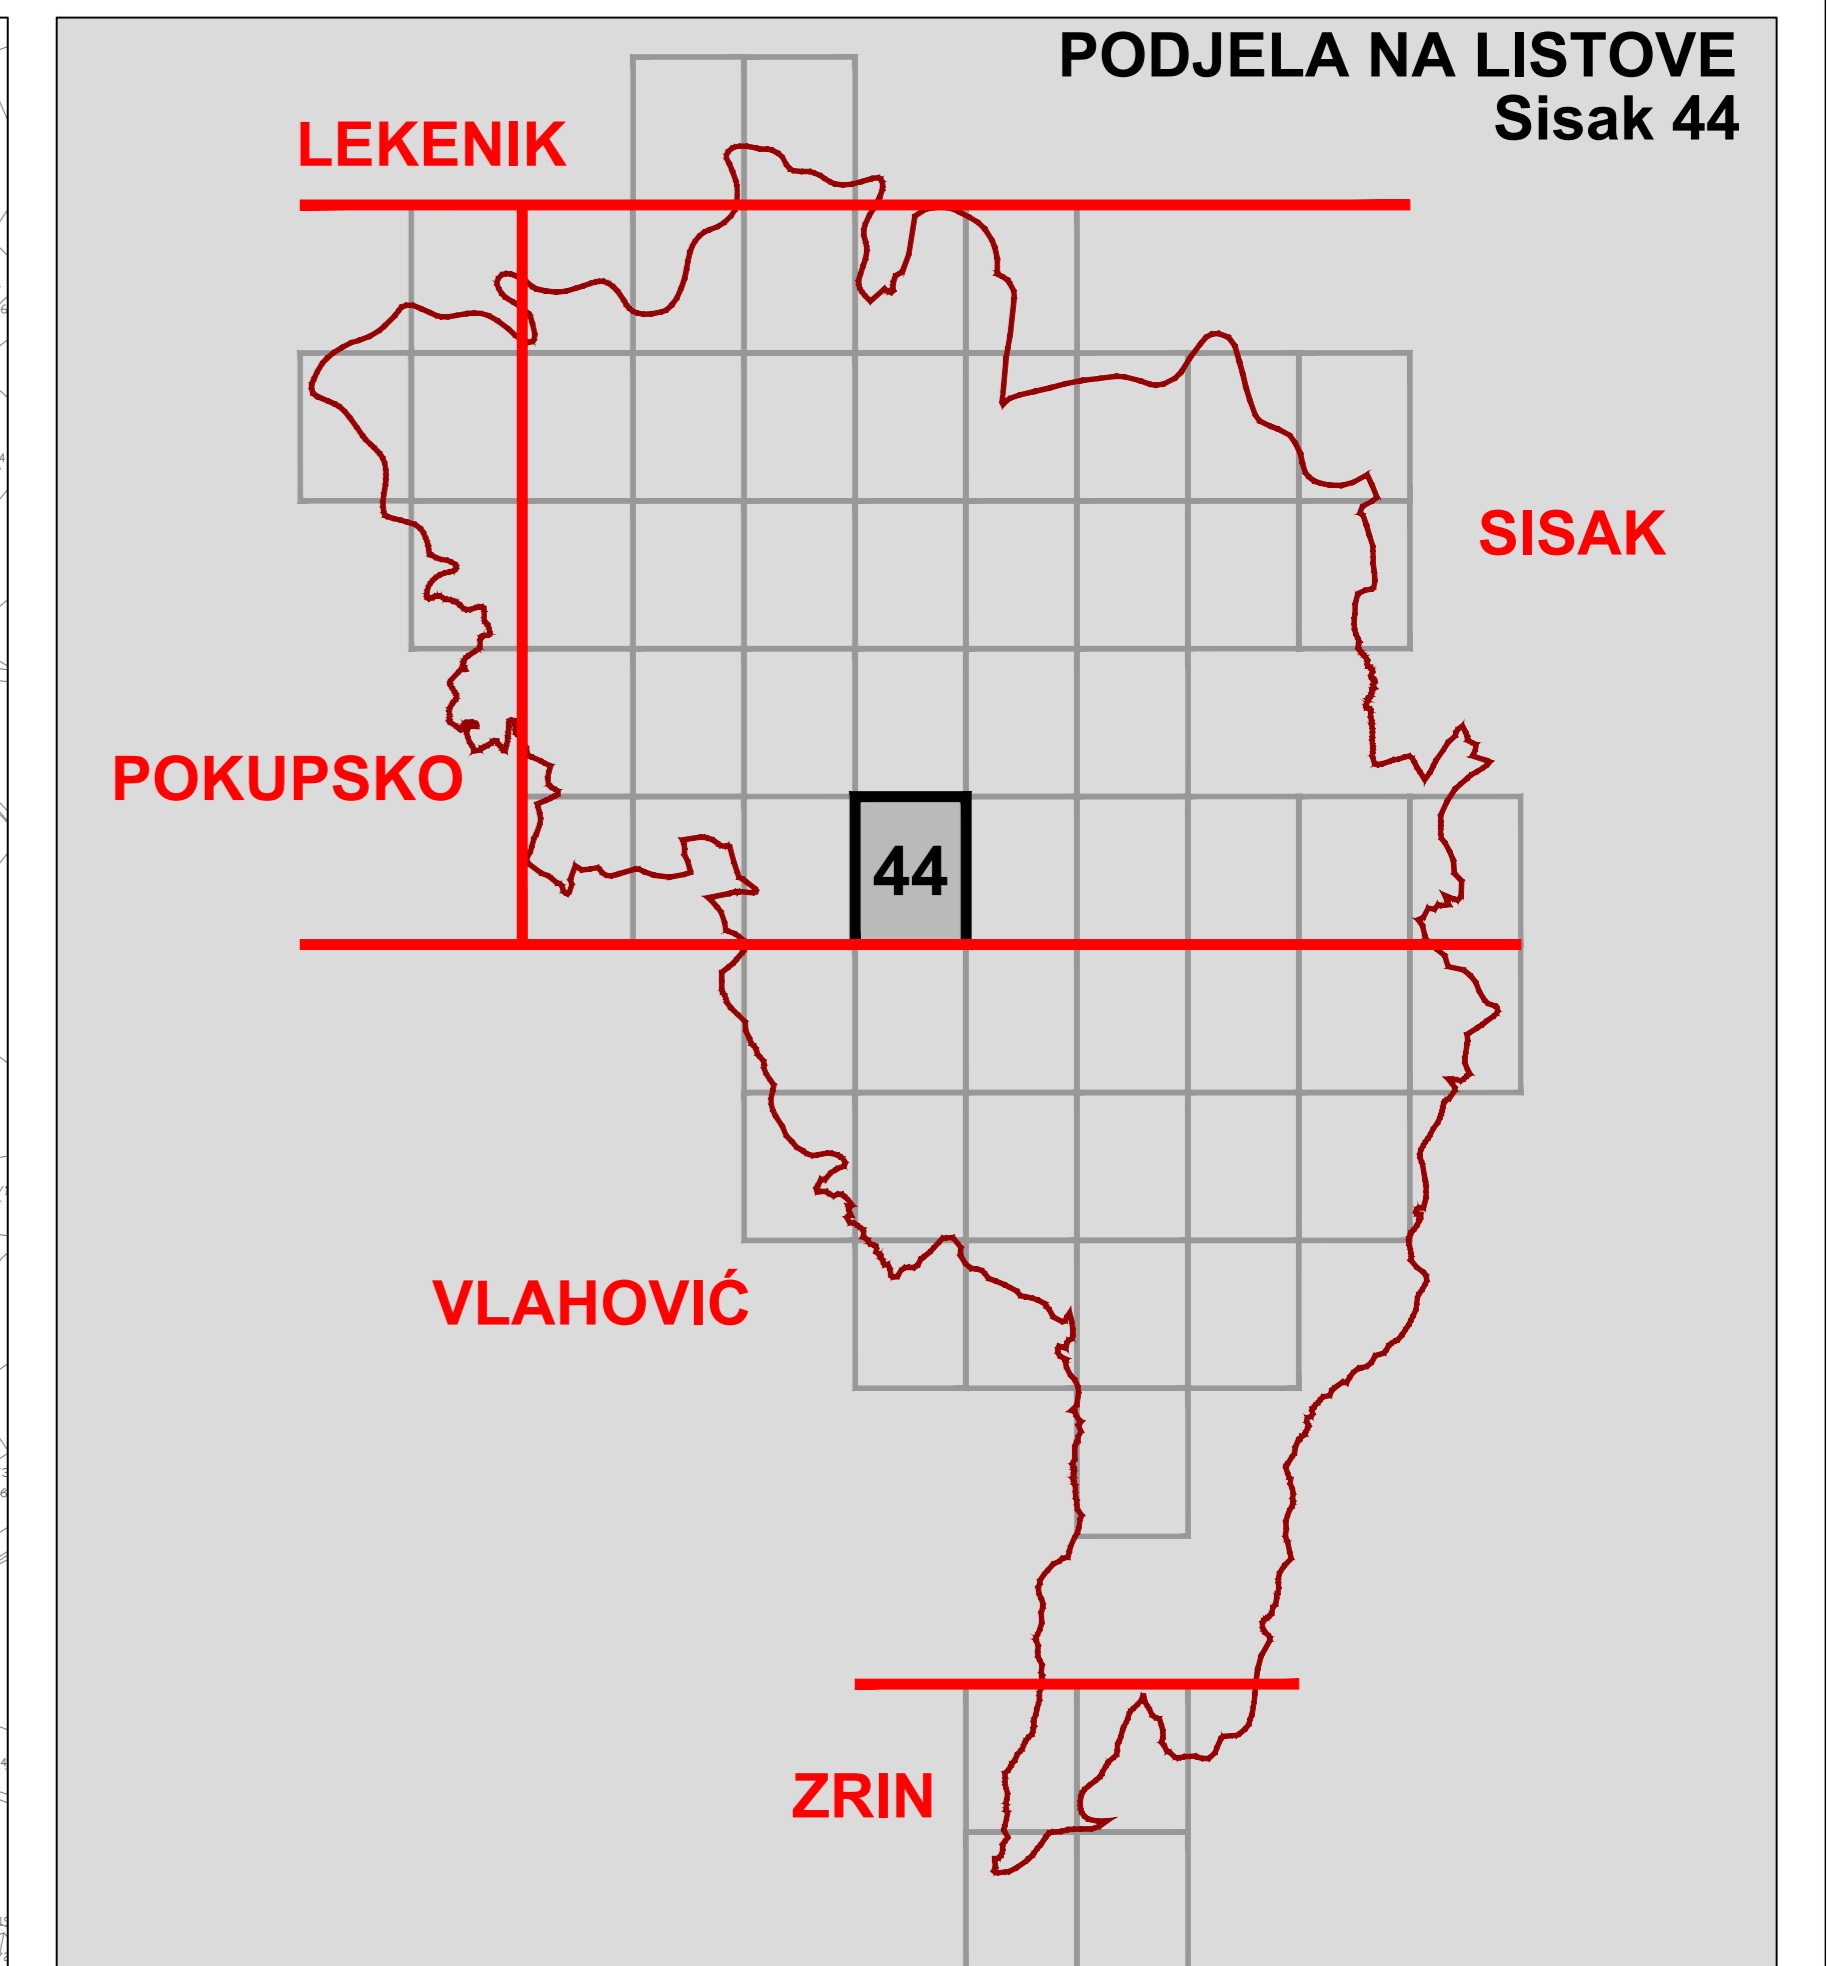 PODJELA NA LISTOVE
Sisak 44
LEKENIK
SISAK
POKUPSKO
44
VLAHOVIĆ
ZRIN